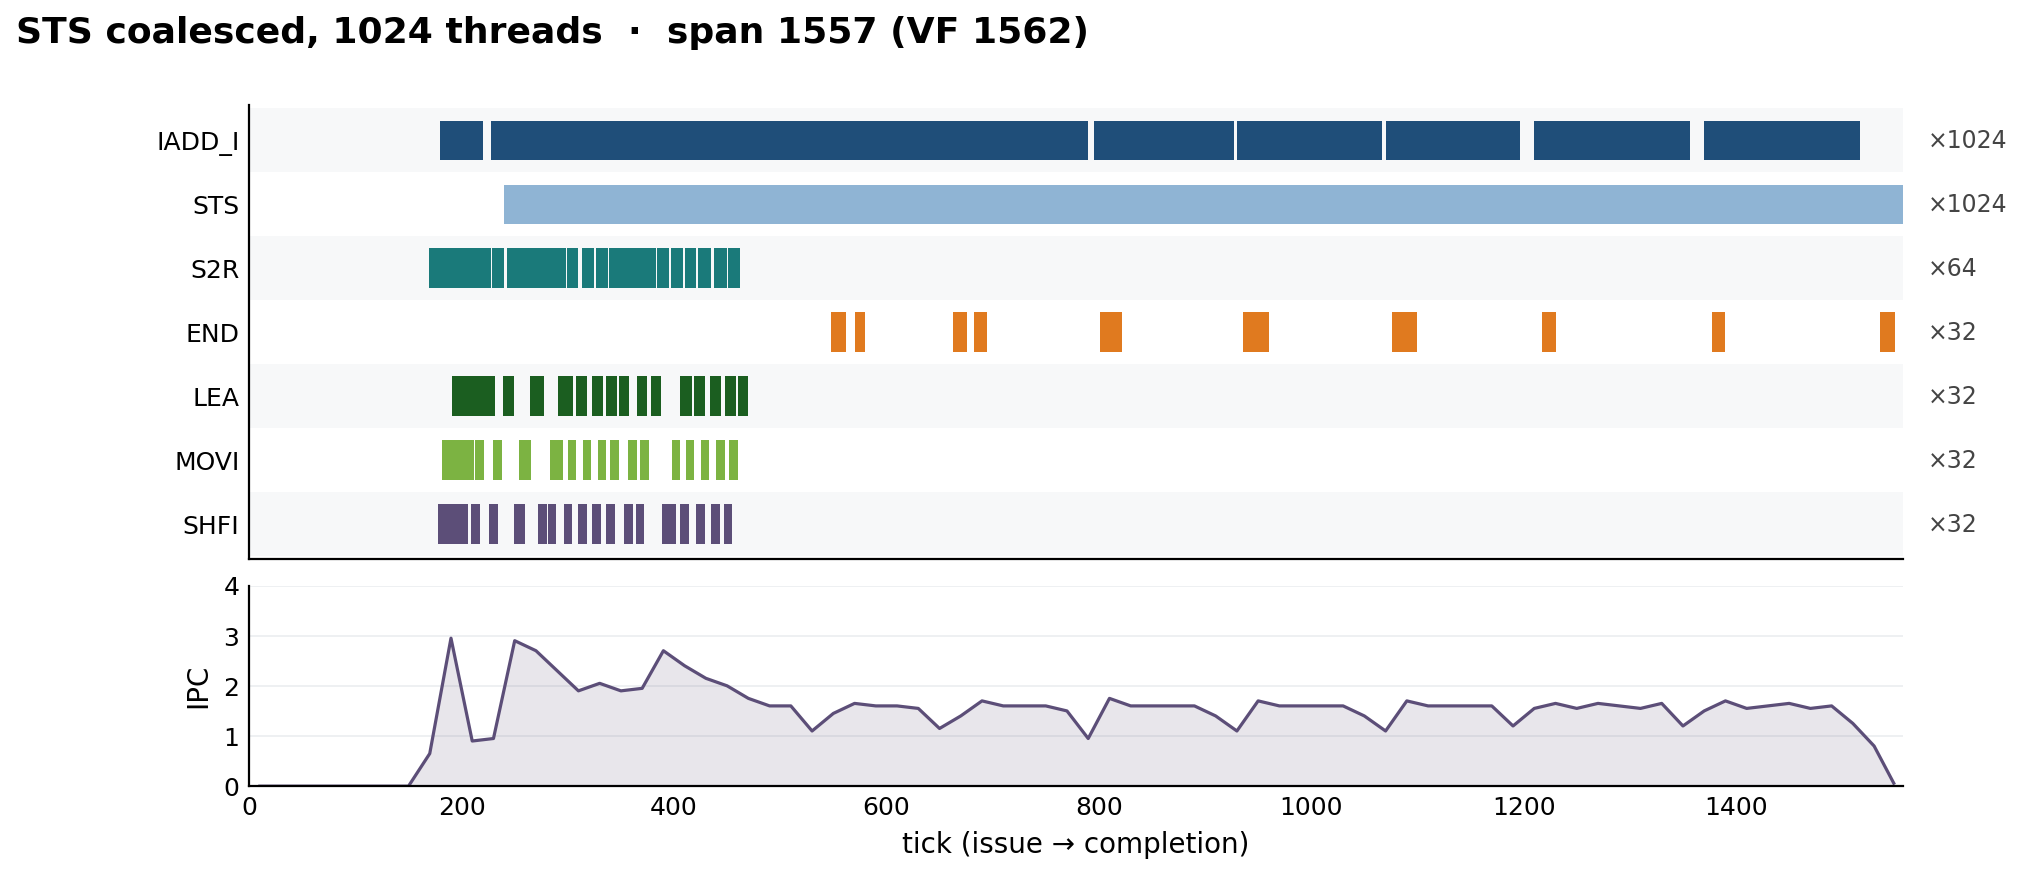 STS coalesced, 1024 threads · span 1557 (VF 1562)
IADD_I ×1024
STS ×1024
S2R ×64
END ×32
LEA ×32
MOVI ×32
SHFI ×32
4
3
2
1
0
IPC
0 200 400 600 800 1000 1200 1400
tick (issue → completion)